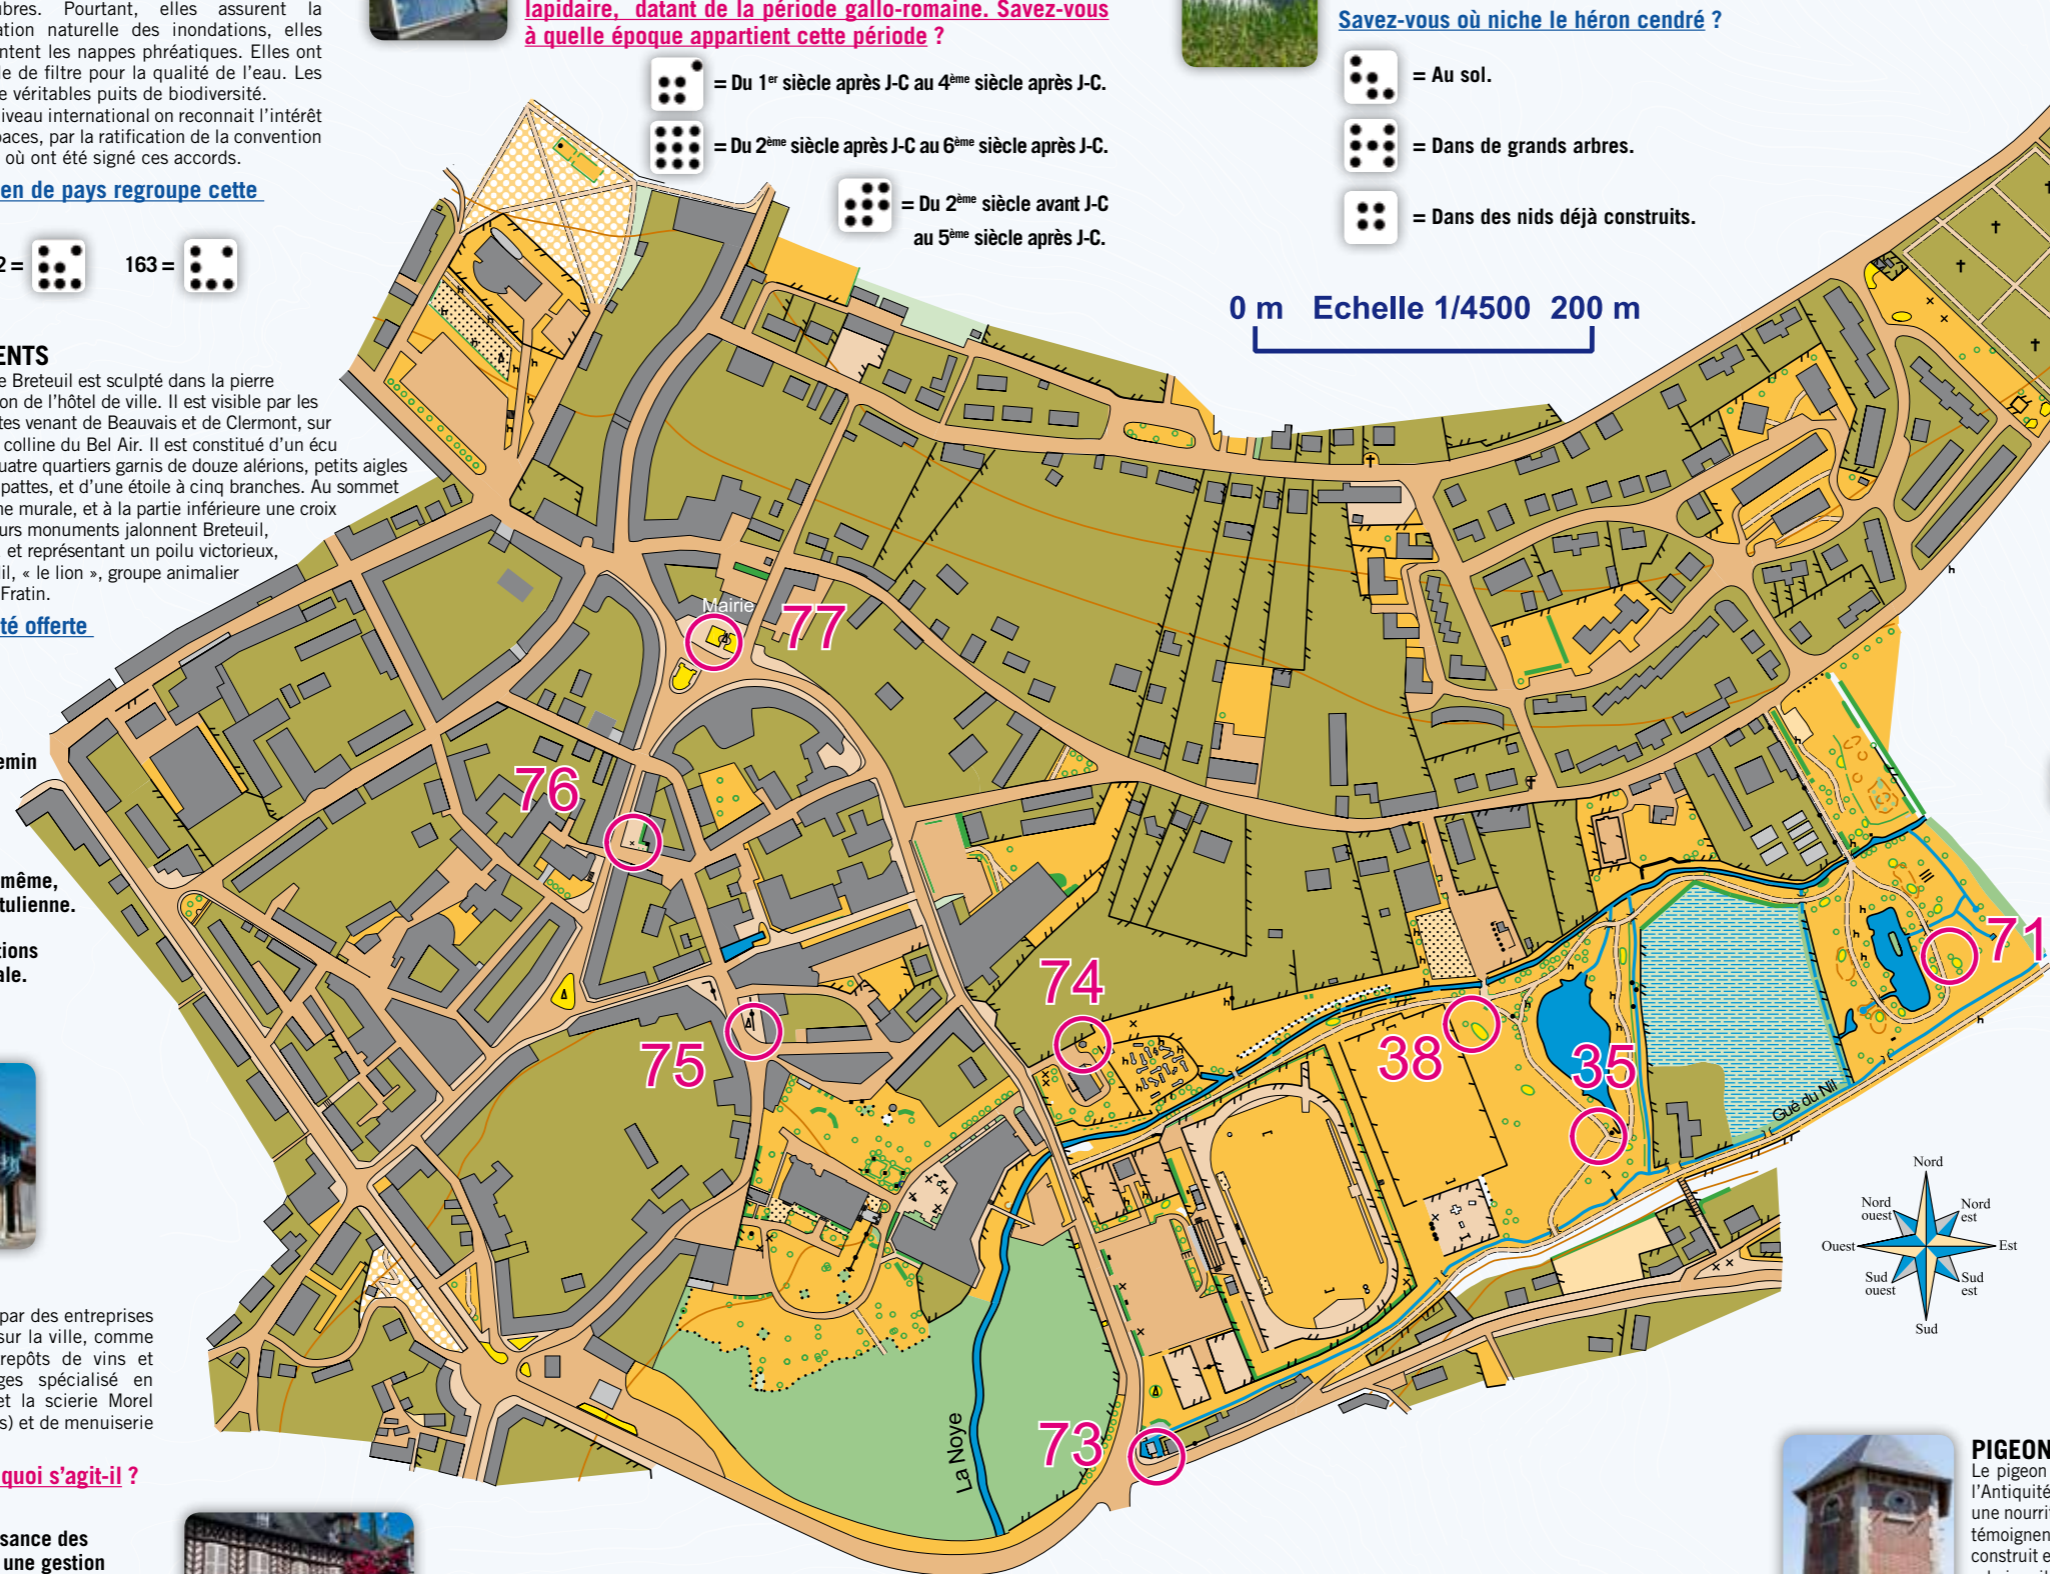 bres. Pourtant, elles assurent la
ation naturelle des inondations, elles
ntent les nappes phréatiques. Elles ont
le de filtre pour la qualité de l'eau. Les
e véritables puits de biodiversité.
iveau international on reconnait l'intérêt
paces, par la ratification de la convention
où ont été signé ces accords.
en de pays regroupe cette
2 =
163 =
lapidaire, datant de la période gallo-romaine. Savez-vous
à quelle époque appartient cette période ?
= Du 1er siècle après J-C au 4ème siècle après J-C.
= Du 2ème siècle après J-C au 6ème siècle après J-C.
= Du 2ème siècle avant J-C
au 5ème siècle après J-C.
Savez-vous où niche le héron cendré ?
= Au sol.
= Dans de grands arbres.
= Dans des nids déjà construits.
0 m Echelle 1/4500 200 m
ENTS
e Breteuil est sculpté dans la pierre
on de l'hôtel de ville. Il est visible par les
tes venant de Beauvais et de Clermont, sur
colline du Bel Air. Il est constitué d'un écu
uatre quartiers garnis de douze alérions, petits aigles
pattes, et d'une étoile à cinq branches. Au sommet
ne murale, et à la partie inférieure une croix
urs monuments jalonnent Breteuil,
et représentant un poilu victorieux,
il, « le lion », groupe animalier
Fratin.
té offerte
emin
même,
tulienne.
tions
ale.
Mairie
77
76
75
74
38
35
71
73
Gué du Nil
La Noye
Nord
Nord
ouest
Nord
est
Ouest
Est
Sud
ouest
Sud
est
Sud
par des entreprises
sur la ville, comme
repôts de vins et
ges spécialisé en
et la scierie Morel
s) et de menuiserie
quoi s'agit-il ?
sance des
une gestion
PIGEON
Le pigeon
l'Antiquité
une nourri
témoignen
construit e